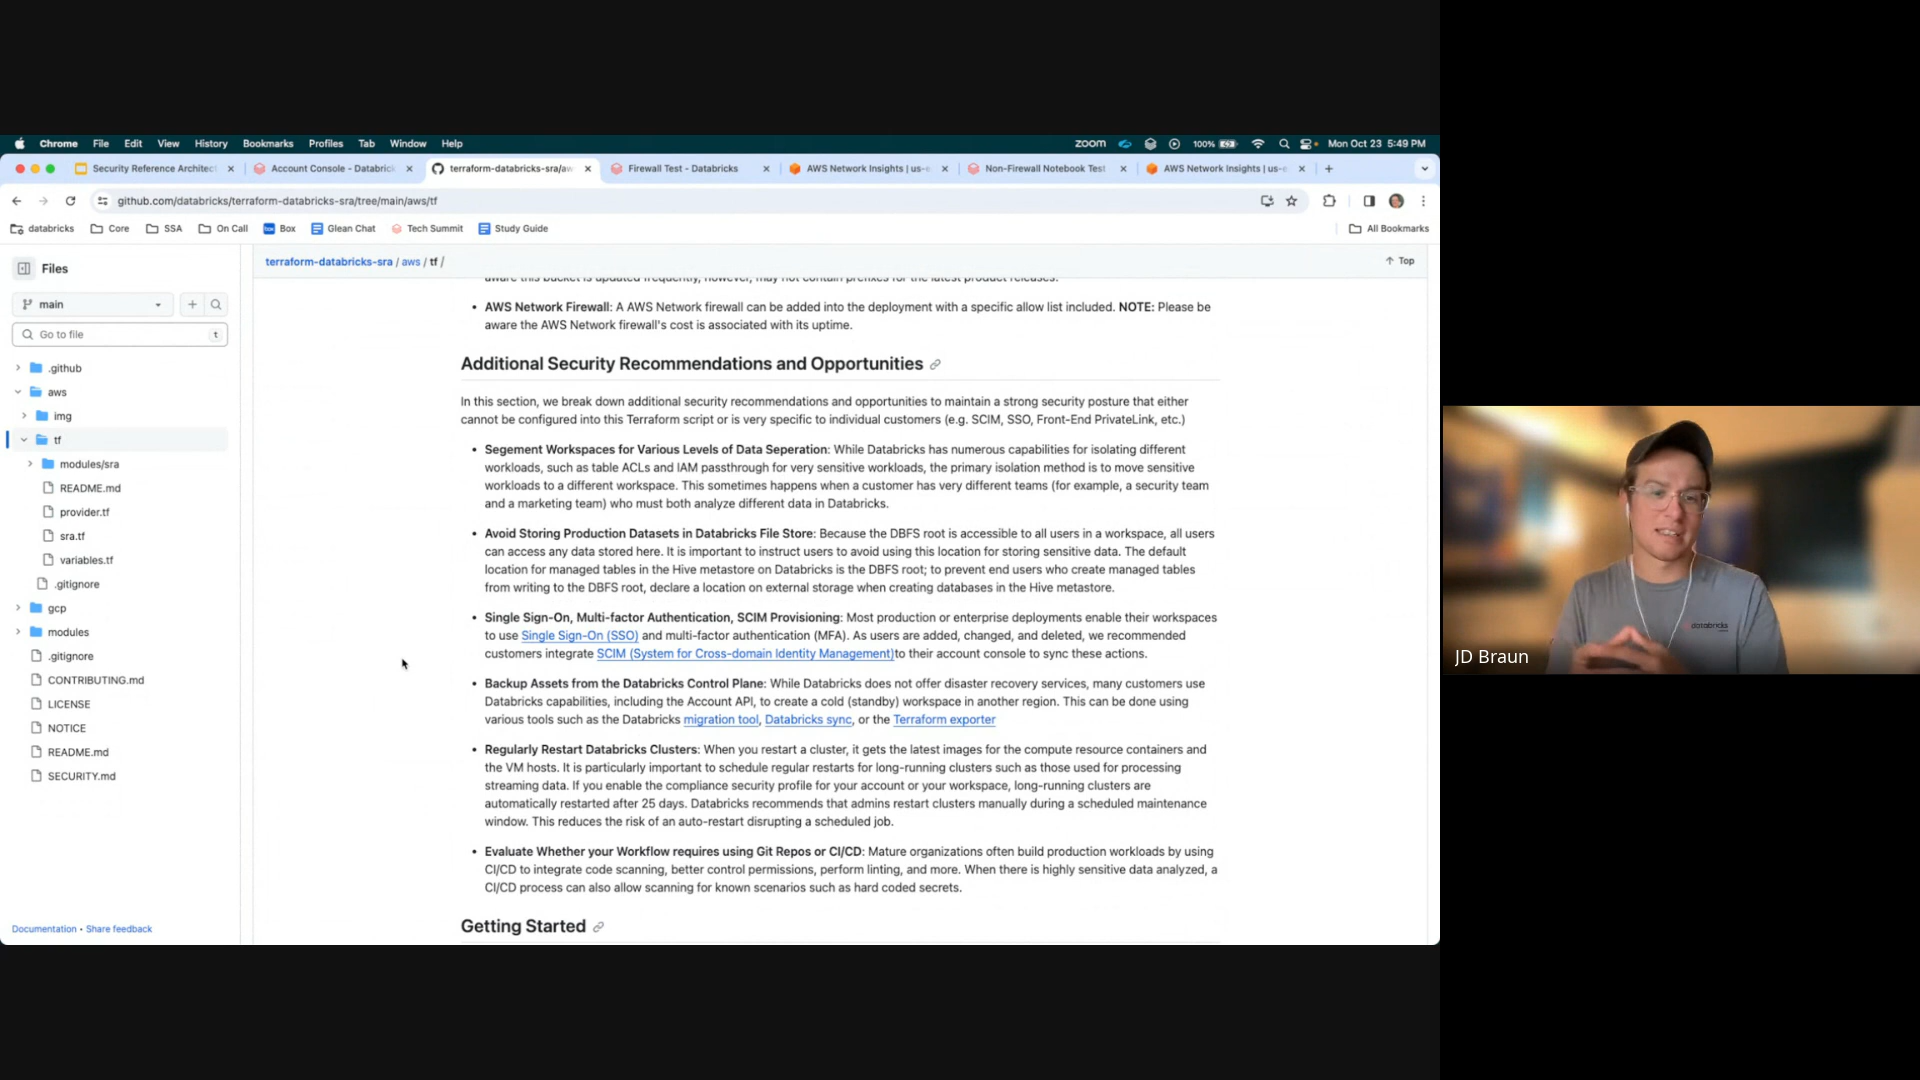 Chrome File Edit View History Bookmarks Profiles Tab Window Help
zoom 100% Mon Oct 23 5:49 PM
Security Reference Architect
Account Console - Databrick
terraform-databricks-sra/aw
Firewall Test - Databricks
AWS Network Insights | us-e
Non-Firewall Notebook Test
AWS Network Insights | us-e
github.com/databricks/terraform-databricks-sra/tree/main/aws/tf
databricks Core SSA On Call Box Glean Chat Tech Summit Study Guide All Bookmarks
Files
main
Go to file t
.github
aws
img
tf
modules/sra
README.md
provider.tf
sra.tf
variables.tf
.gitignore
gcp
modules
.gitignore
CONTRIBUTING.md
LICENSE
NOTICE
README.md
SECURITY.md
Documentation • Share feedback
terraform-databricks-sra / aws / tf /
Top
aware this bucket is updated frequently, however, may not contain prefixes for the latest product releases.
• AWS Network Firewall: A AWS Network firewall can be added into the deployment with a specific allow list included. NOTE: Please be
aware the AWS Network firewall's cost is associated with its uptime.
Additional Security Recommendations and Opportunities
In this section, we break down additional security recommendations and opportunities to maintain a strong security posture that either
cannot be configured into this Terraform script or is very specific to individual customers (e.g. SCIM, SSO, Front-End PrivateLink, etc.)
• Segement Workspaces for Various Levels of Data Seperation: While Databricks has numerous capabilities for isolating different
workloads, such as table ACLs and IAM passthrough for very sensitive workloads, the primary isolation method is to move sensitive
workloads to a different workspace. This sometimes happens when a customer has very different teams (for example, a security team
and a marketing team) who must both analyze different data in Databricks.
• Avoid Storing Production Datasets in Databricks File Store: Because the DBFS root is accessible to all users in a workspace, all users
can access any data stored here. It is important to instruct users to avoid using this location for storing sensitive data. The default
location for managed tables in the Hive metastore on Databricks is the DBFS root; to prevent end users who create managed tables
from writing to the DBFS root, declare a location on external storage when creating databases in the Hive metastore.
• Single Sign-On, Multi-factor Authentication, SCIM Provisioning: Most production or enterprise deployments enable their workspaces
to use Single Sign-On (SSO) and multi-factor authentication (MFA). As users are added, changed, and deleted, we recommended
customers integrate SCIM (System for Cross-domain Identity Management)to their account console to sync these actions.
• Backup Assets from the Databricks Control Plane: While Databricks does not offer disaster recovery services, many customers use
Databricks capabilities, including the Account API, to create a cold (standby) workspace in another region. This can be done using
various tools such as the Databricks migration tool, Databricks sync, or the Terraform exporter
• Regularly Restart Databricks Clusters: When you restart a cluster, it gets the latest images for the compute resource containers and
the VM hosts. It is particularly important to schedule regular restarts for long-running clusters such as those used for processing
streaming data. If you enable the compliance security profile for your account or your workspace, long-running clusters are
automatically restarted after 25 days. Databricks recommends that admins restart clusters manually during a scheduled maintenance
window. This reduces the risk of an auto-restart disrupting a scheduled job.
• Evaluate Whether your Workflow requires using Git Repos or CI/CD: Mature organizations often build production workloads by using
CI/CD to integrate code scanning, better control permissions, perform linting, and more. When there is highly sensitive data analyzed, a
CI/CD process can also allow scanning for known scenarios such as hard coded secrets.
Getting Started
databricks
JD Braun